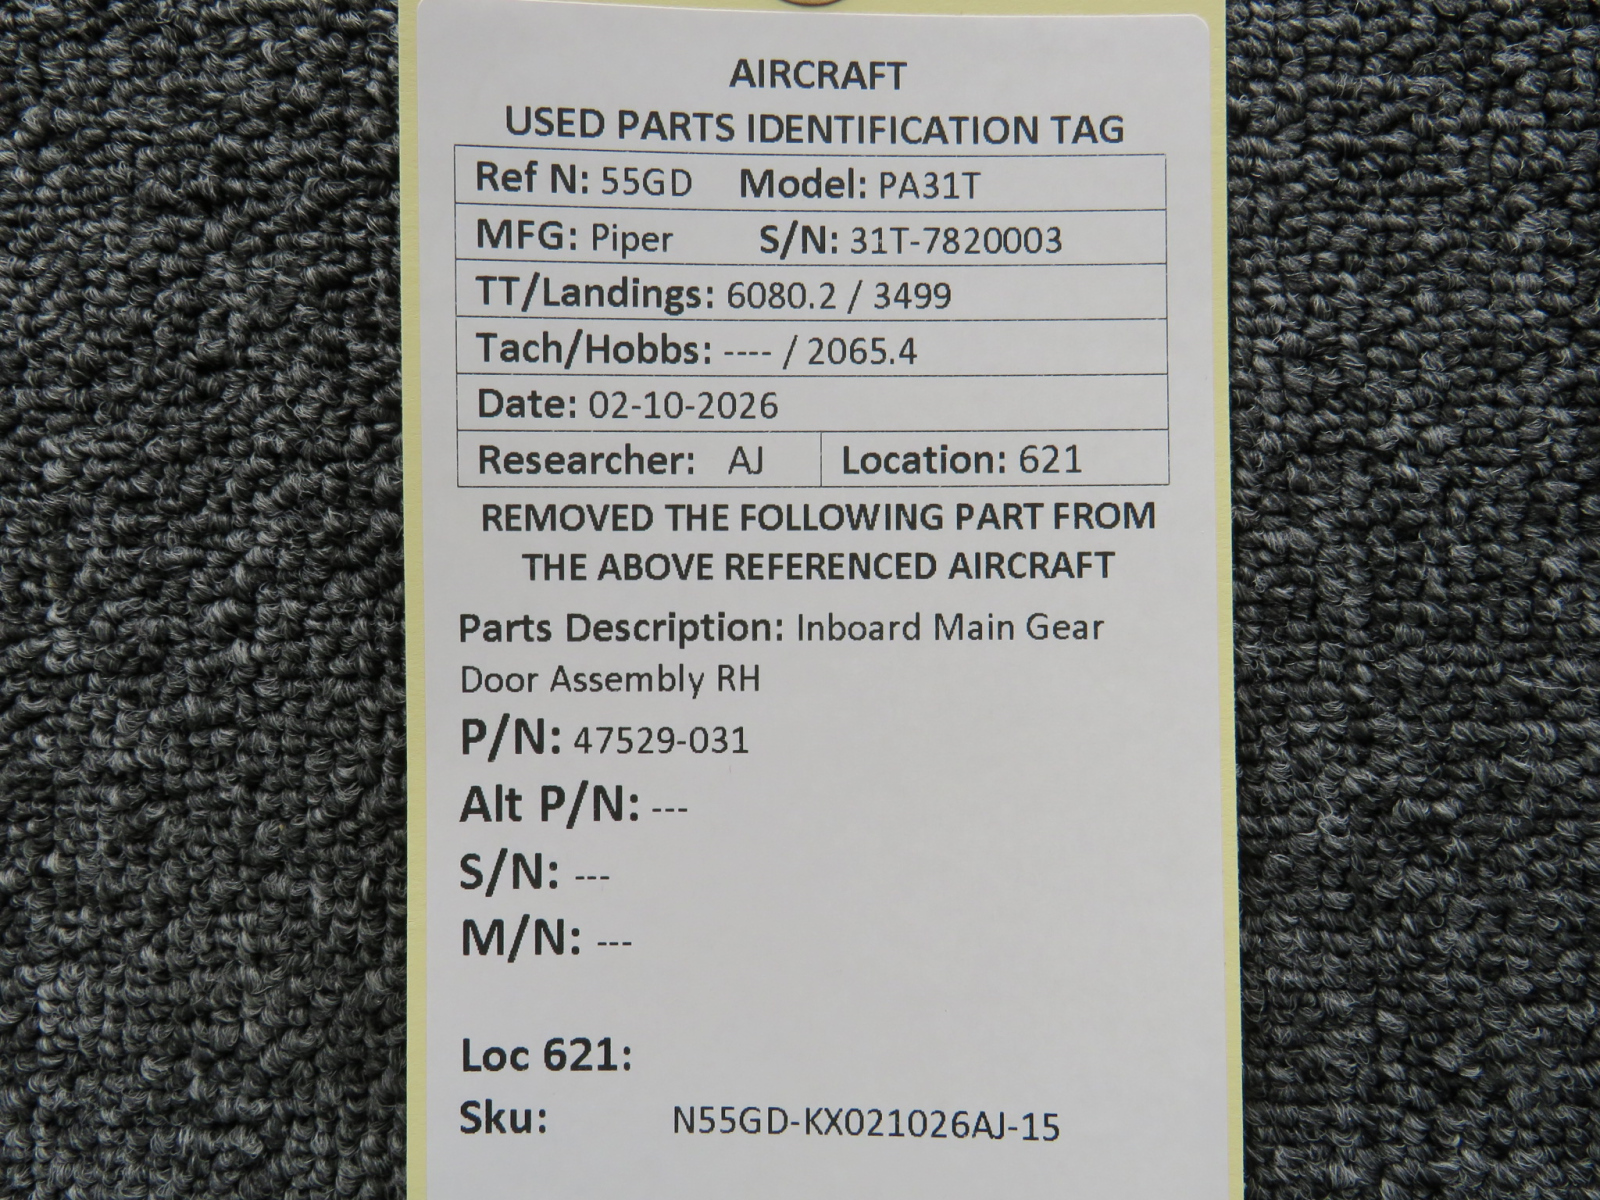 AIRCRAFT
USED PARTS IDENTIFICATION TAG
Ref N: 55GD Model: PA31T
MFG: Piper S/N: 31T-7820003
TT/Landings: 6080.2 / 3499
Tach/Hobbs: ---- / 2065.4
Date: 02-10-2026
Researcher: AJ Location: 621
REMOVED THE FOLLOWING PART FROM
THE ABOVE REFERENCED AIRCRAFT
Parts Description: Inboard Main Gear
Door Assembly RH
P/N: 47529-031
Alt P/N: ---
S/N: ---
M/N: ---
Loc 621:
Sku: N55GD-KX021026AJ-15